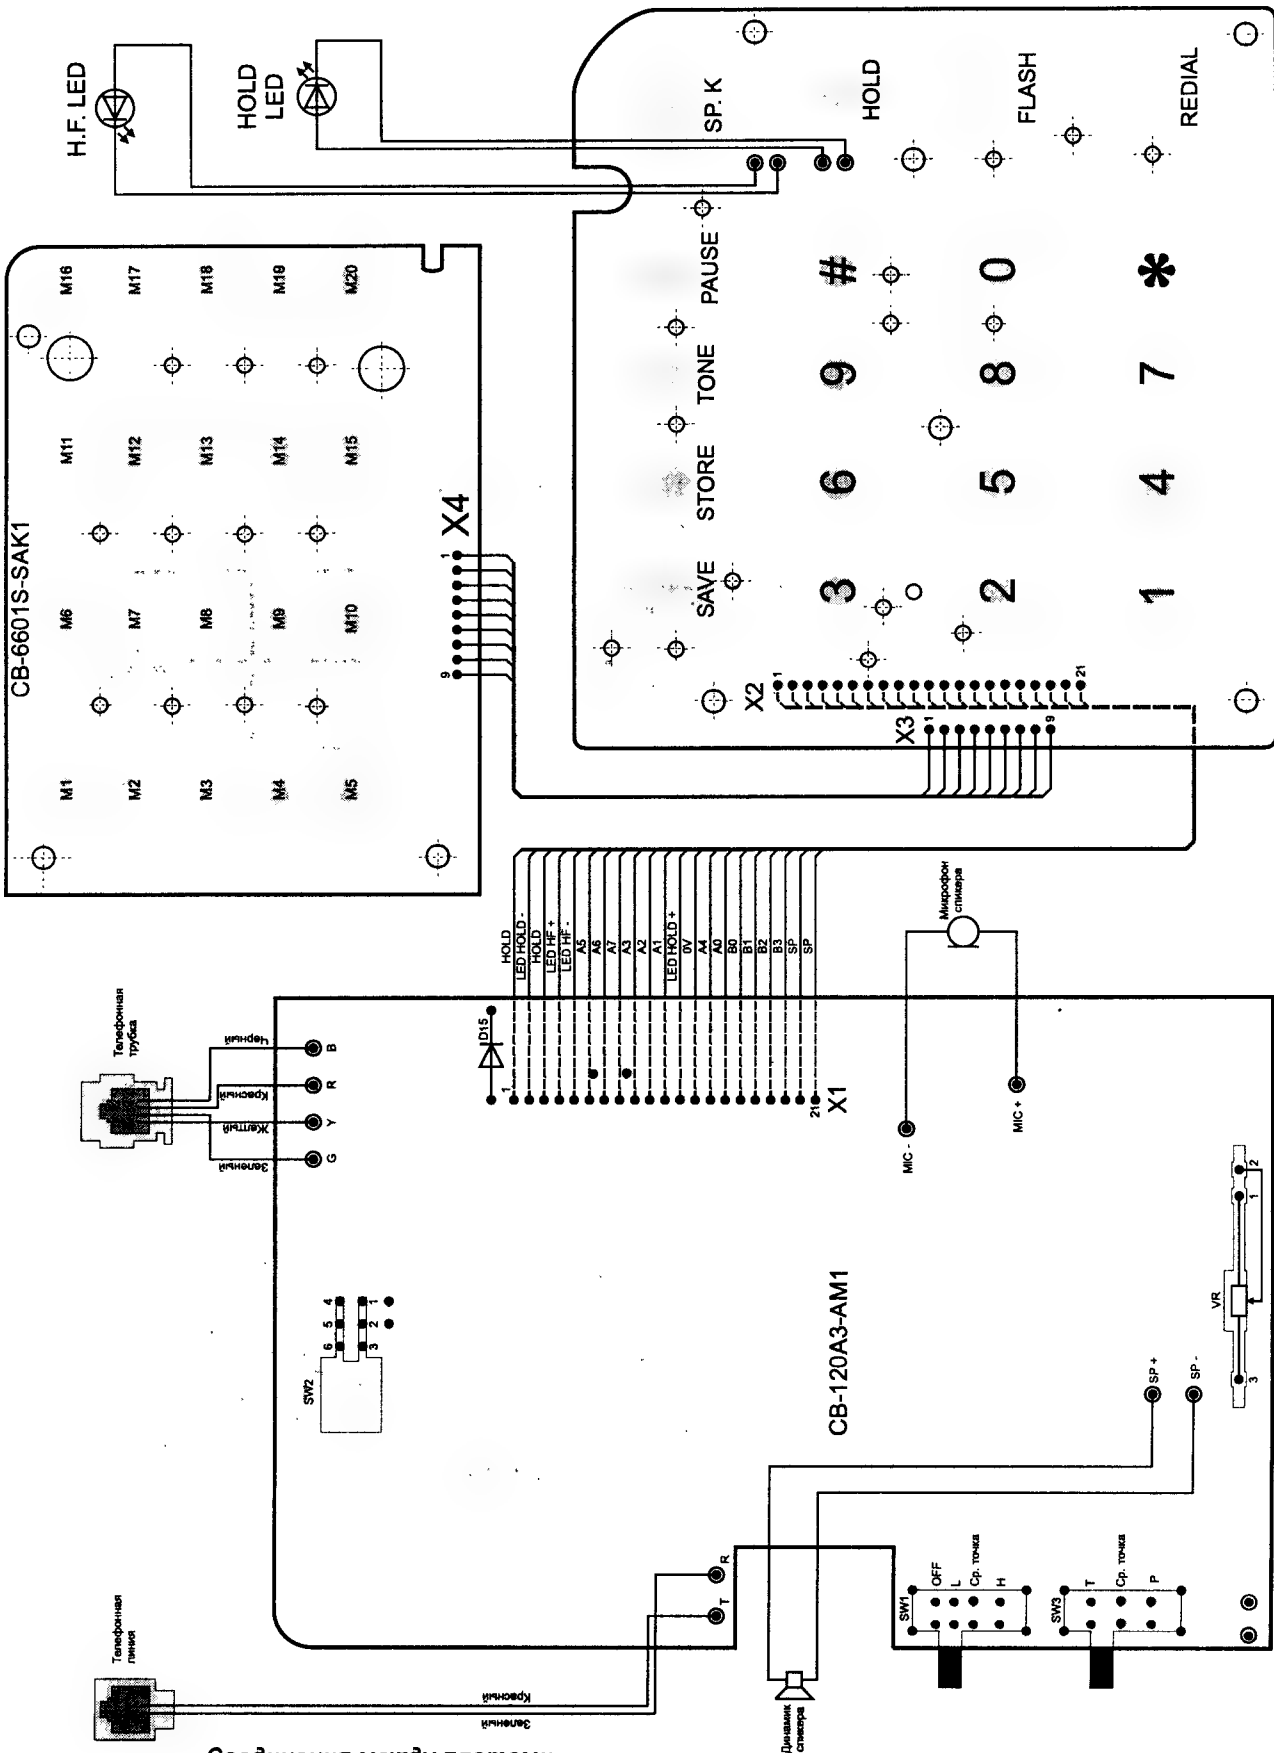 H.F. LED
HOLD
LED
CB-6601S-SAK1
M1
M6
M11
M16
M2
M7
M12
M17
M3
M8
M13
M18
M4
M9
M14
M19
M5
M10
M15
M20
X4
9
1
SAVE
STORE
TONE
PAUSE
SP. K
3
6
9
#
HOLD
2
5
8
0
FLASH
1
4
7
*
REDIAL
X2
1
21
X3
1
9
Телефонная
линия
Красный
Зеленый
Телефонная
трубка
Зеленый
Желтый
Красный
Черный
G
Y
R
B
SW2
6
5
4
3
2
1
D15
1
HOLD
LED HOLD -
HOLD
LED HF +
LED HF -
A5
A6
A7
A3
A2
A1
LED HOLD +
0V
A4
A0
B0
B1
B2
B3
SP
SP
21
X1
T
R
Динамик
спикера
CB-120A3-AM1
MIC -
MIC +
Микрофон
спикера
SW1
OFF
L
Ср. точка
H
SW3
T
Ср. точка
P
SP +
SP -
VR
3
1
2